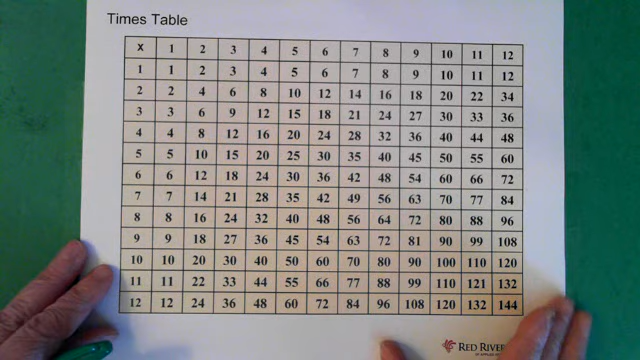 Times Table
X 1 2 3 4 5 6 7 8 9 10 11 12
1 1 2 3 4 5 6 7 8 9 10 11 12
2 2 4 6 8 10 12 14 16 18 20 22 34
3 3 6 9 12 15 18 21 24 27 30 33 36
4 4 8 12 16 20 24 28 32 36 40 44 48
5 5 10 15 20 25 30 35 40 45 50 55 60
6 6 12 18 24 30 36 42 48 54 60 66 72
7 7 14 21 28 35 42 49 56 63 70 77 84
8 8 16 24 32 40 48 56 64 72 80 88 96
9 9 18 27 36 45 54 63 72 81 90 99 108
10 10 20 30 40 50 60 70 80 90 100 110 120
11 11 22 33 44 55 66 77 88 99 110 121 132
12 12 24 36 48 60 72 84 96 108 120 132 144
RED RIVER